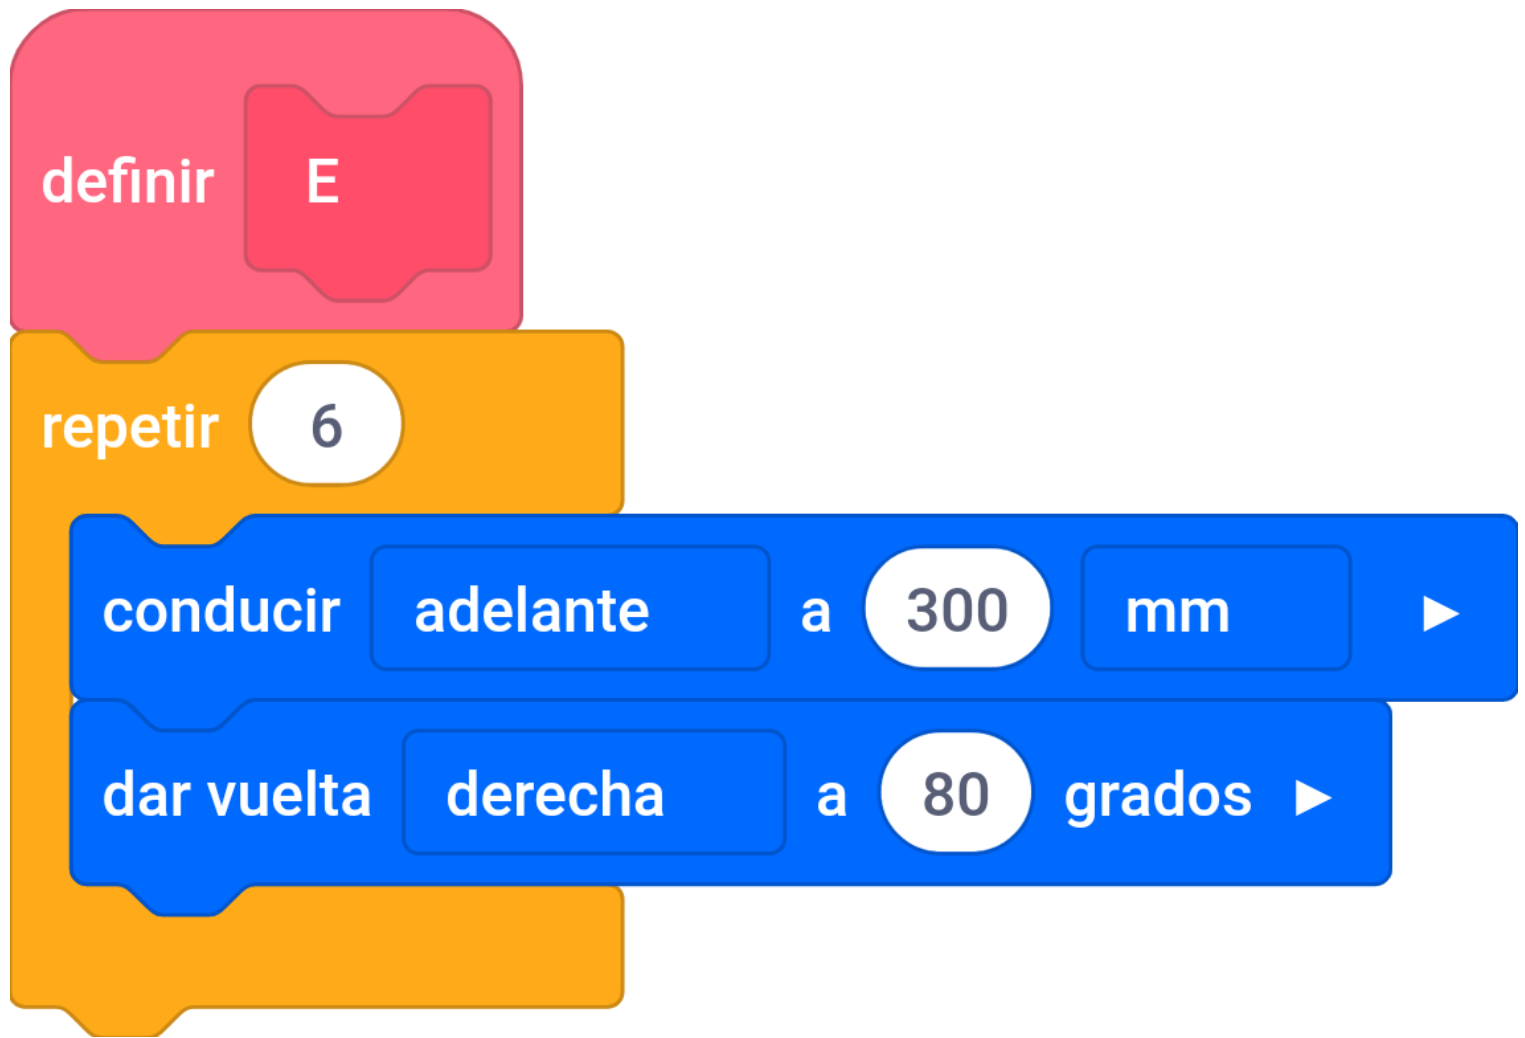 definir E
repetir 6
conducir adelante a 300 mm ▶
dar vuelta derecha a 80 grados ▶